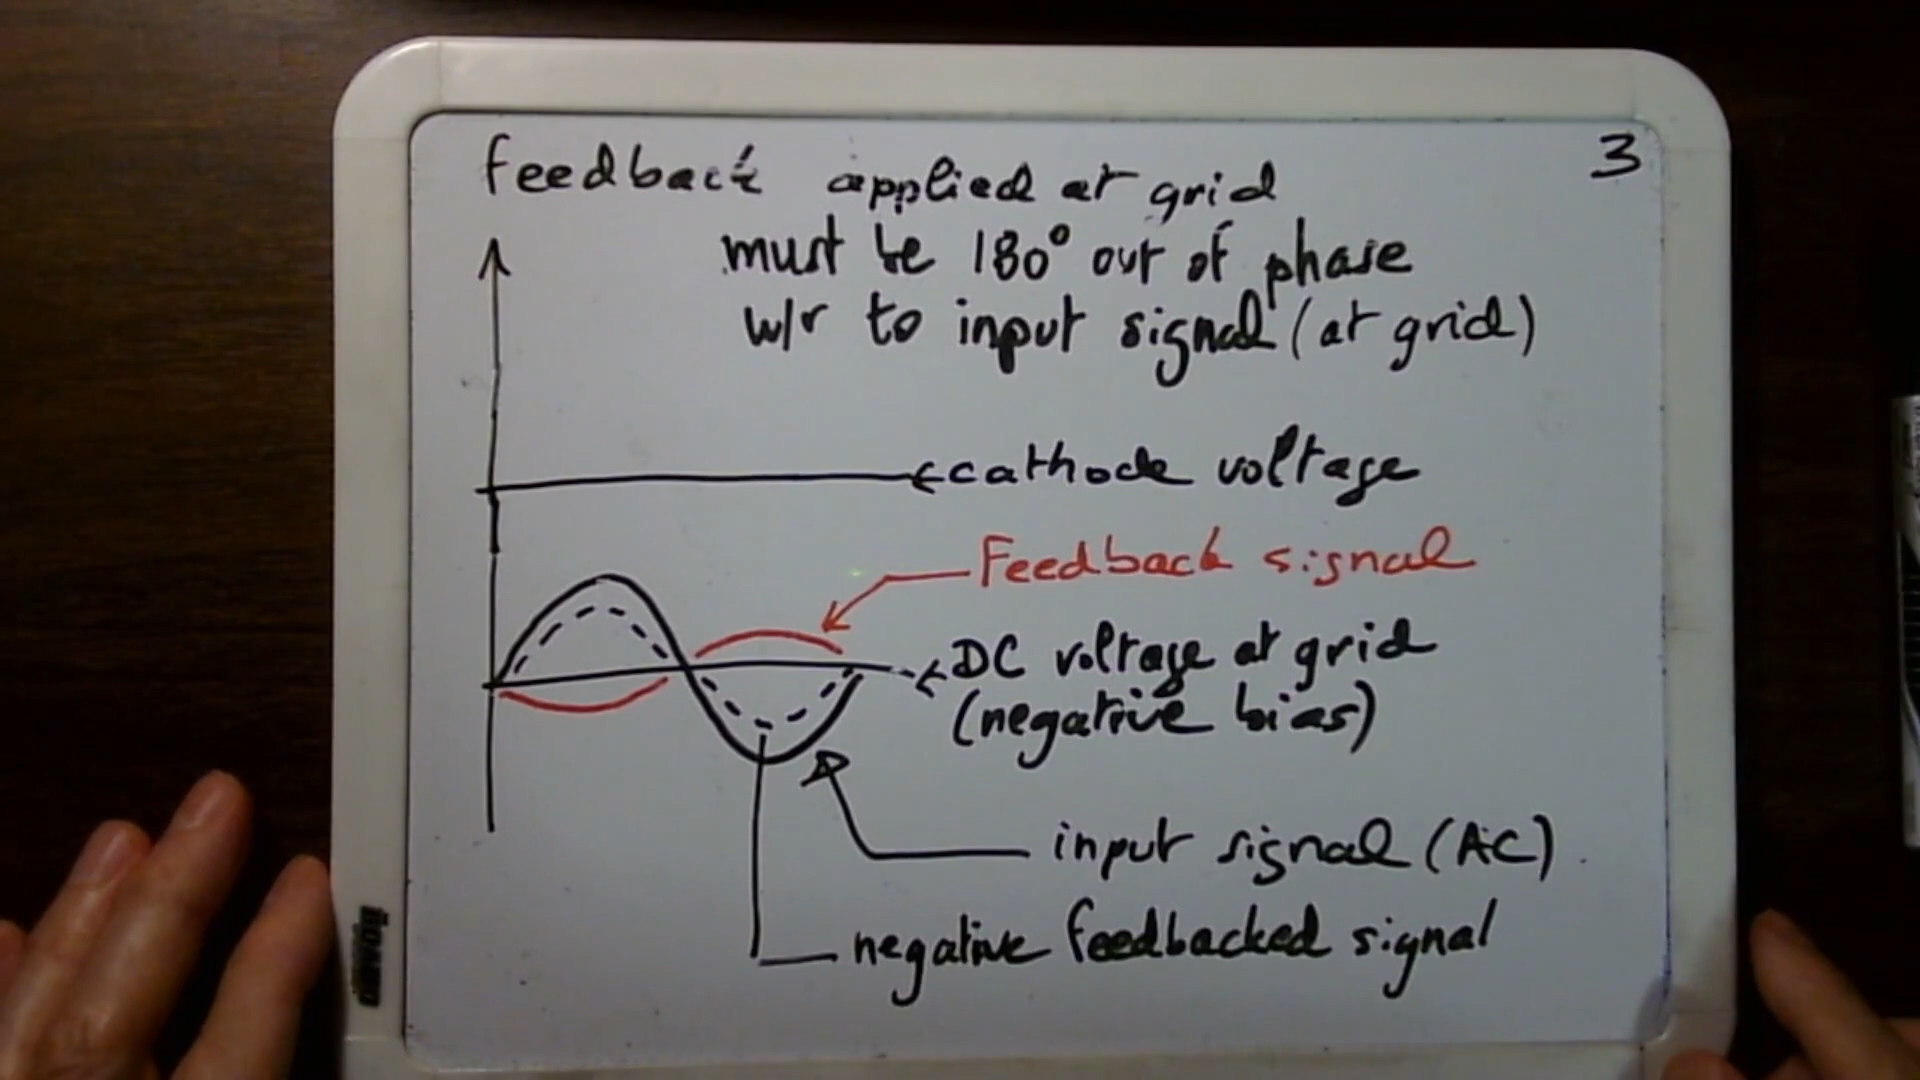 3
feedback applied at grid
must be 180° out of phase
w/r to input signal (at grid)
cathode voltage
Feedback signal
DC voltage at grid
(negative bias)
input signal (AC)
negative feedbacked signal